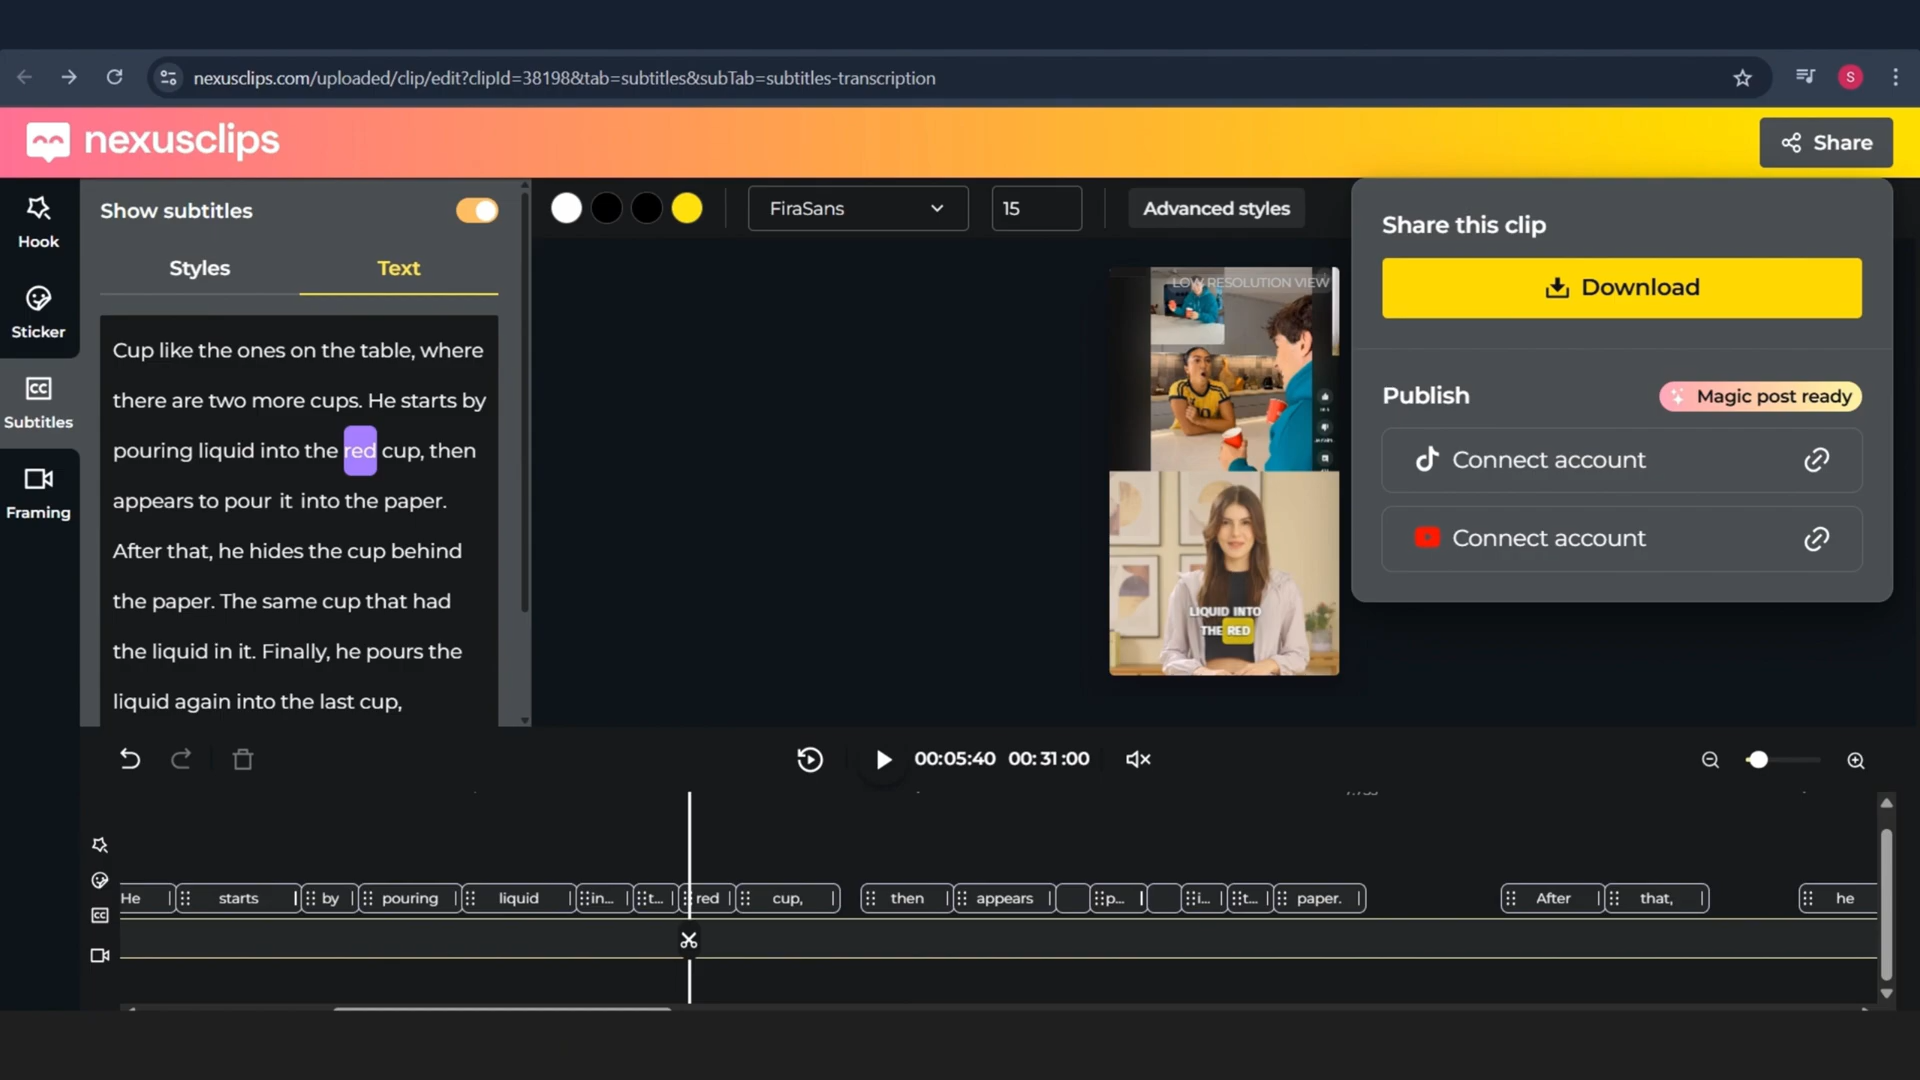 nexusclips.com/uploaded/clip/edit?clipId=38198&tab=subtitles&subTab=subtitles-transcription
S
nexusclips
Share
Hook
Sticker
Subtitles
Framing
Show subtitles
Styles
Text
Cup like the ones on the table, where
there are two more cups. He starts by
pouring liquid into the red cup, then
appears to pour it into the paper.
After that, he hides the cup behind
the paper. The same cup that had
the liquid in it. Finally, he pours the
liquid again into the last cup,
FiraSans
15
Advanced styles
LOW RESOLUTION VIEW
LIQUID INTO
THE RED
Share this clip
Download
Publish
Magic post ready
Connect account
Connect account
00:05:40 00:31:00
He
starts
by
pouring
liquid
in...
t...
red
cup,
then
appears
p...
i...
t...
paper.
After
that,
he